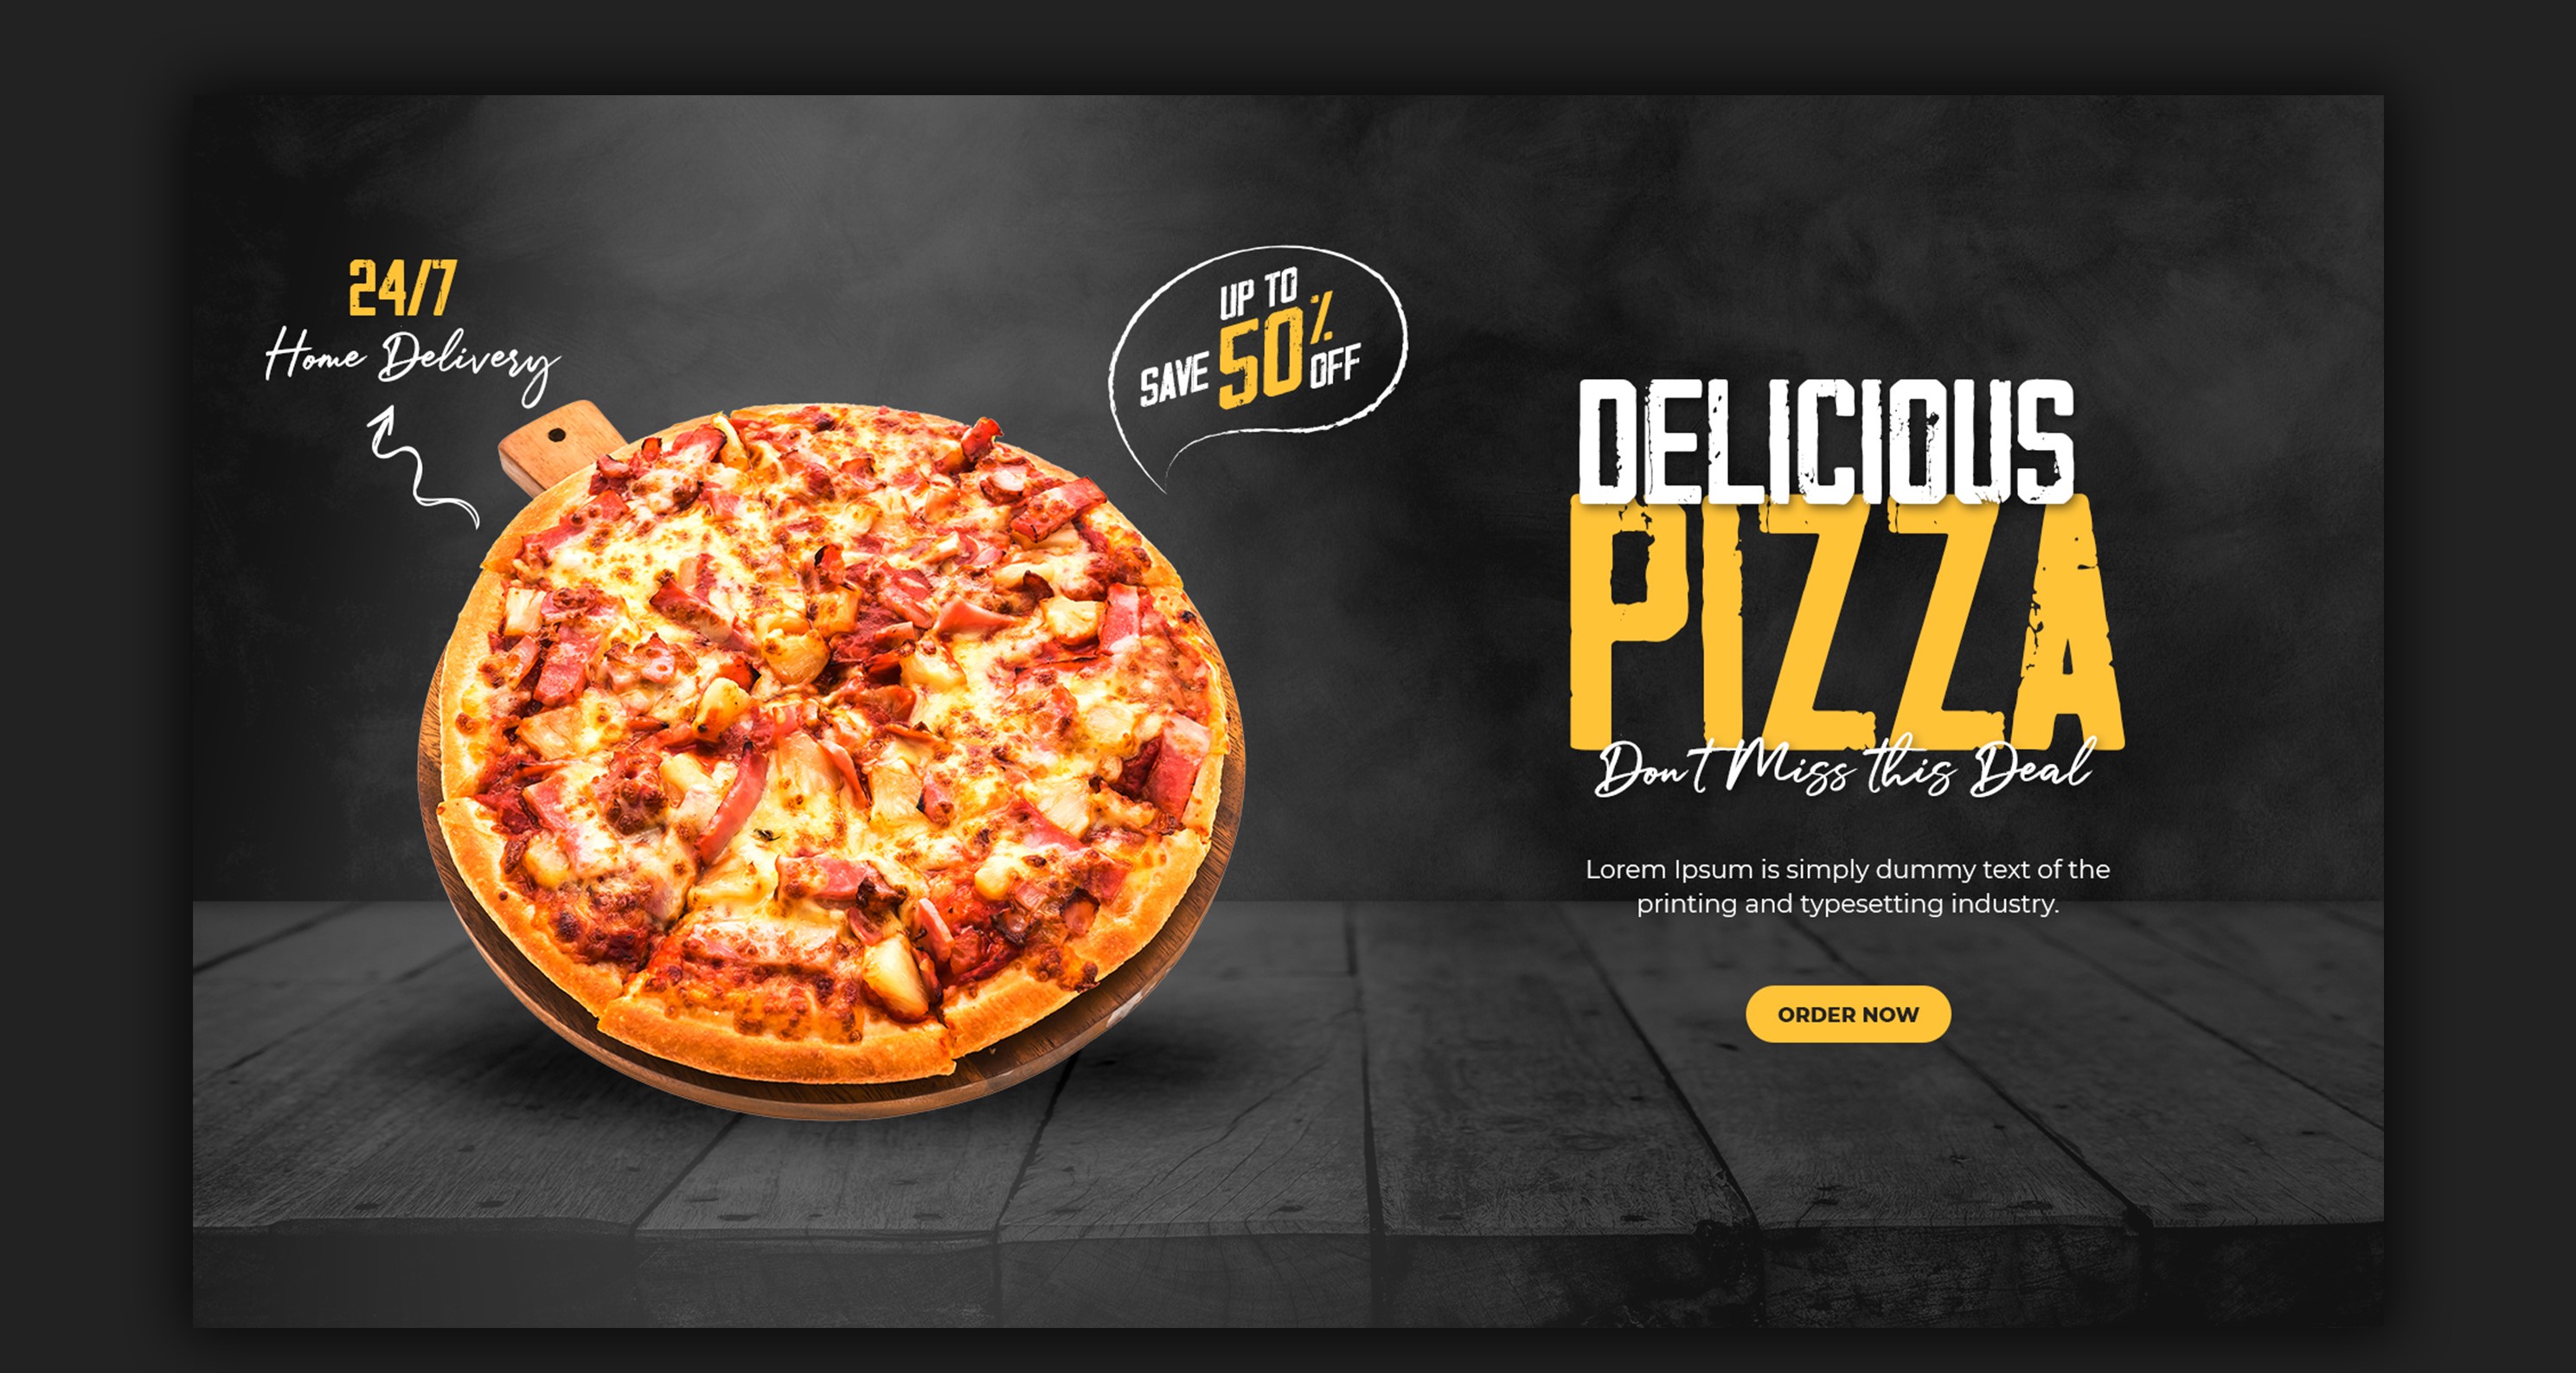 24/7
Home Delivery
UP TO
SAVE 50% OFF
DELICIOUS
PIZZA
Don't Miss this Deal
Lorem Ipsum is simply dummy text of the
printing and typesetting industry.
ORDER NOW